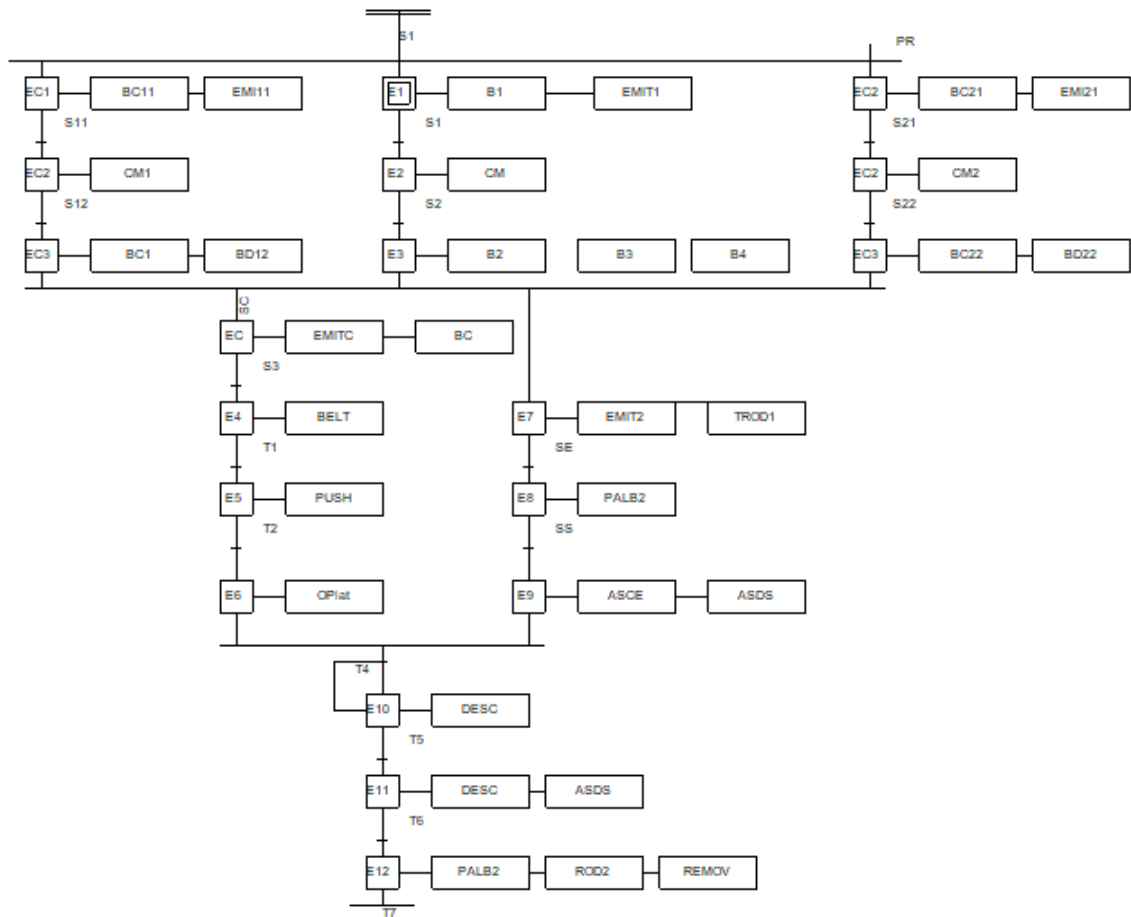 S1
PR
EC1 BC11 EMI11 E1 B1 EMIT1 EC2 BC21 EMI21
S11 S1 S21
EC2 CM1 E2 CM EC2 CM2
S12 S2 S22
EC3 BC1 BD12 E3 B2 B3 B4 EC3 BC22 BD22
SC
EC EMITC BC
S3
E4 BELT E7 EMIT2 TROD1
T1 SE
E5 PUSH E8 PALB2
T2 SS
E6 OPlat E9 ASCE ASDS
T4
E10 DESC
T5
E11 DESC ASDS
T6
E12 PALB2 ROD2 REMOV
T7